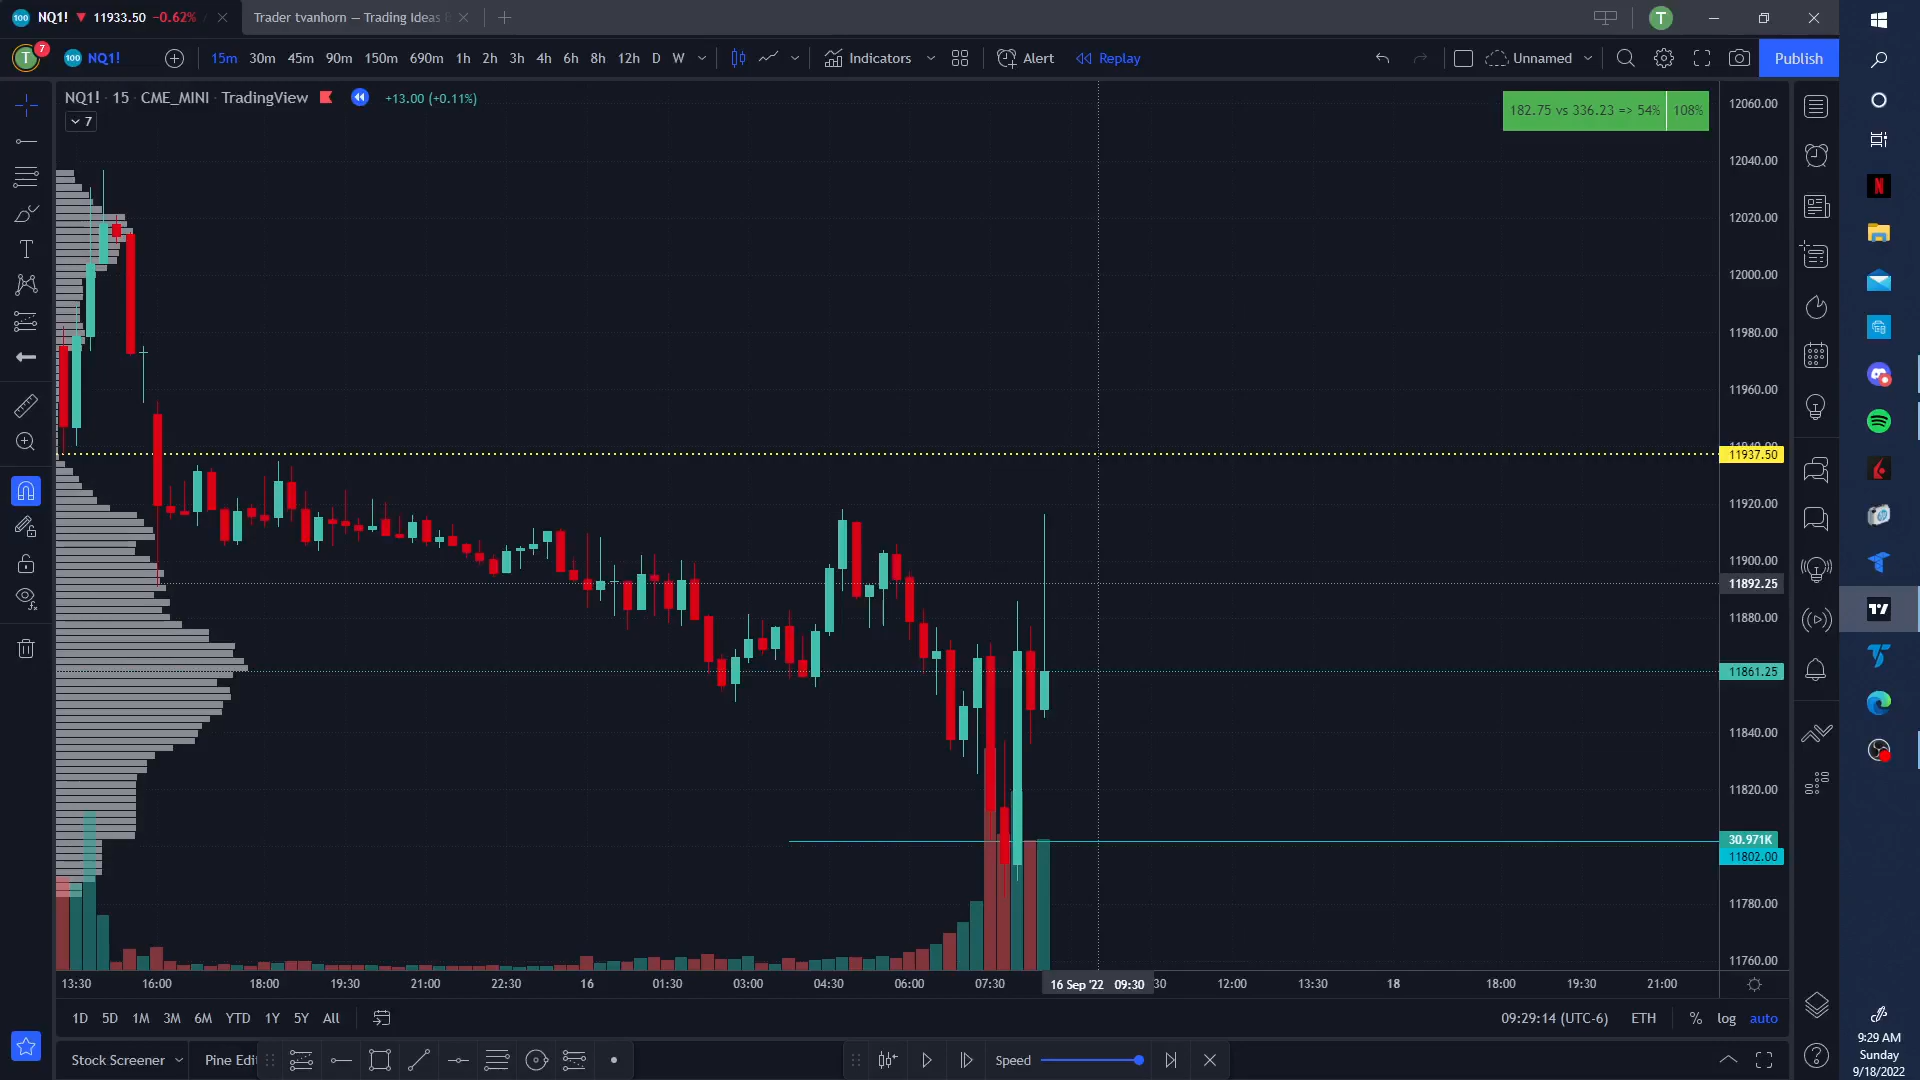 100 NQ1! ▼ 11933.50 −0.62% /
Trader tvanhorn — Trading Ideas
T
T 7
100 NQ1!
15m 30m 45m 90m 150m 690m 1h 2h 3h 4h 6h 8h 12h D W
Indicators
Alert
Replay
Unnamed
Publish
NQ1! · 15 · CME_MINI · TradingView
+13.00 (+0.11%)
7
182.75 vs 336.23 => 54% 108%
12060.00
12040.00
12020.00
12000.00
11980.00
11960.00
11940.00
11937.50
11920.00
11900.00
11892.25
11880.00
11861.25
11840.00
11820.00
30.971K
11802.00
11780.00
11760.00
13:30 16:00 18:00 19:30 21:00 22:30 16 01:30 03:00 04:30 06:00 07:30 16 Sep '22 09:30 :30 12:00 13:30 18 18:00 19:30 21:00
1D 5D 1M 3M 6M YTD 1Y 5Y All
09:29:14 (UTC-6) ETH % log auto
Stock Screener Pine Edi
Speed
9:29 AM
Sunday
9/18/2022